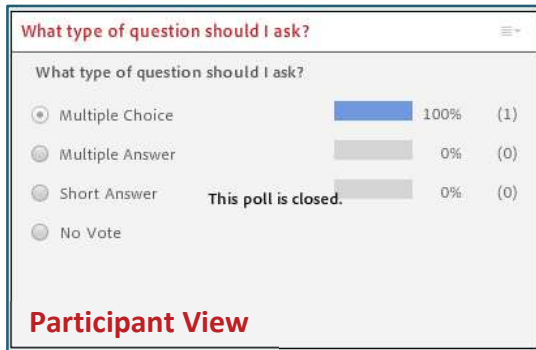 What type of question should I ask?
What type of question should I ask?
Multiple Choice 100% (1)
Multiple Answer 0% (0)
Short Answer 0% (0)
This poll is closed.
No Vote
Participant View